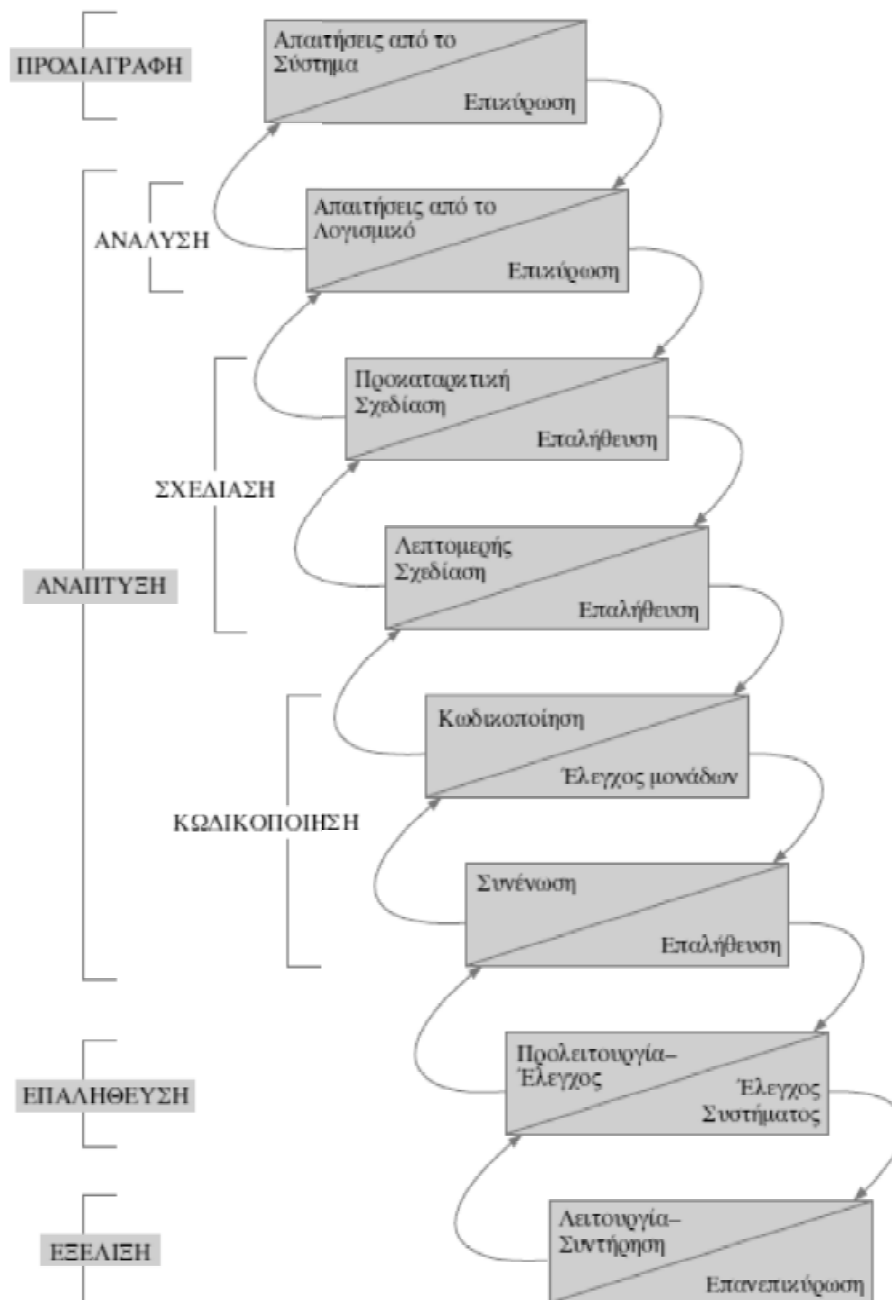 ΠΡΟΔΙΑΓΡΑΦΗ
Απαιτήσεις από το
Σύστημα
Επικύρωση
ΑΝΑΛΥΣΗ
Απαιτήσεις από το
Λογισμικό
Επικύρωση
Προκαταρκτική
Σχεδίαση
Επαλήθευση
ΣΧΕΔΙΑΣΗ
Λεπτομερής
Σχεδίαση
Επαλήθευση
ΑΝΑΠΤΥΞΗ
Κωδικοποίηση
Έλεγχος μονάδων
ΚΩΔΙΚΟΠΟΙΗΣΗ
Συνένωση
Επαλήθευση
Προλειτουργία–
Έλεγχος
Έλεγχος
Συστήματος
ΕΠΑΛΗΘΕΥΣΗ
Λειτουργία–
Συντήρηση
Επανεπικύρωση
ΕΞΕΛΙΞΗ